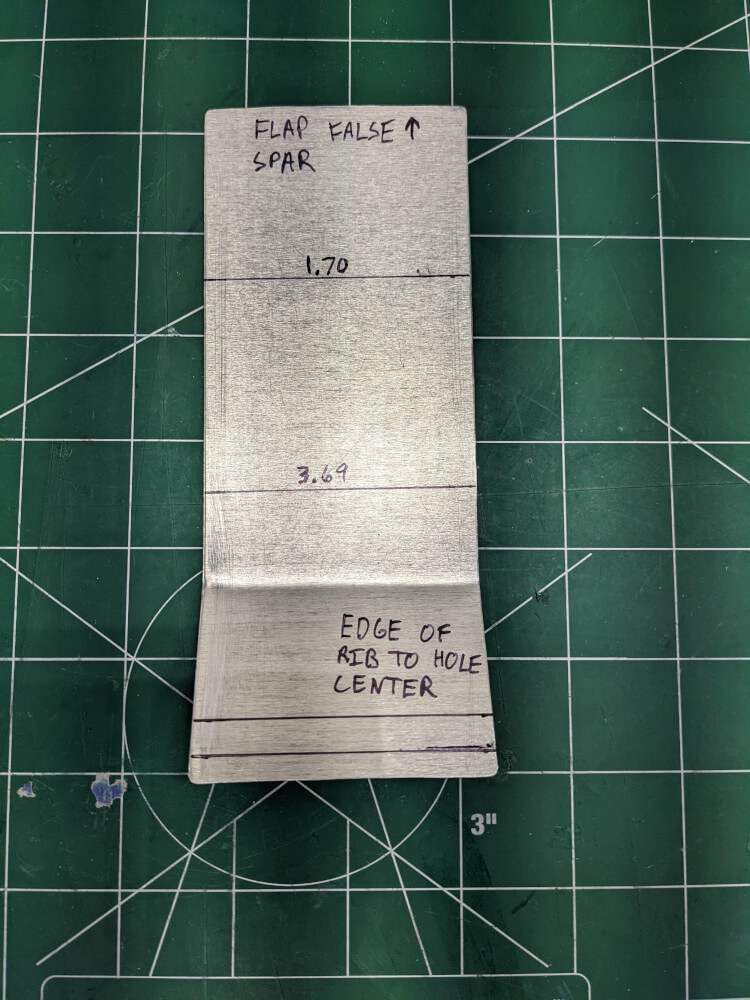 FLAP FALSE ↑
SPAR
1.70
3.69
EDGE OF
RIB TO HOLE
CENTER
3"